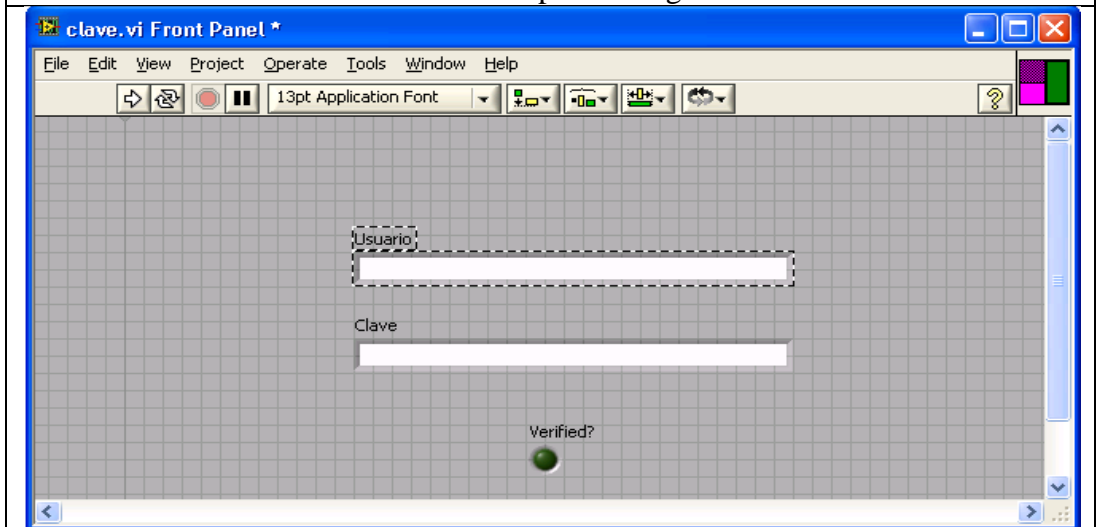 clave.vi Front Panel *
File Edit View Project Operate Tools Window Help
13pt Application Font
Usuario
Clave
Verified?